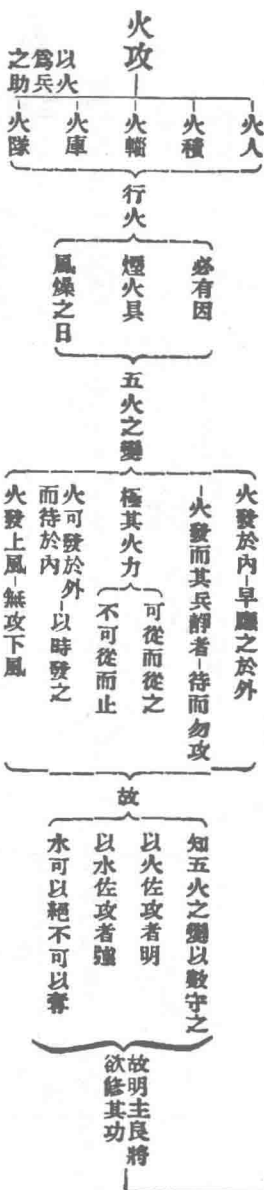 火攻
以火
為兵
之助
火人
火積
火輜
火庫
火隊
行火
必有因
煙火具
風燥之日
五火之變
火發於內-早應之於外
火發而其兵靜者-待而勿攻
極其火力
可從而從之
不可從而止
火可發於外
而待於內
以時發之
火發上風-無攻下風
故
知五火之變以數守之
以火佐攻者明
以水佐攻者強
水可以絕不可以奪
故明主良將
欲修其功